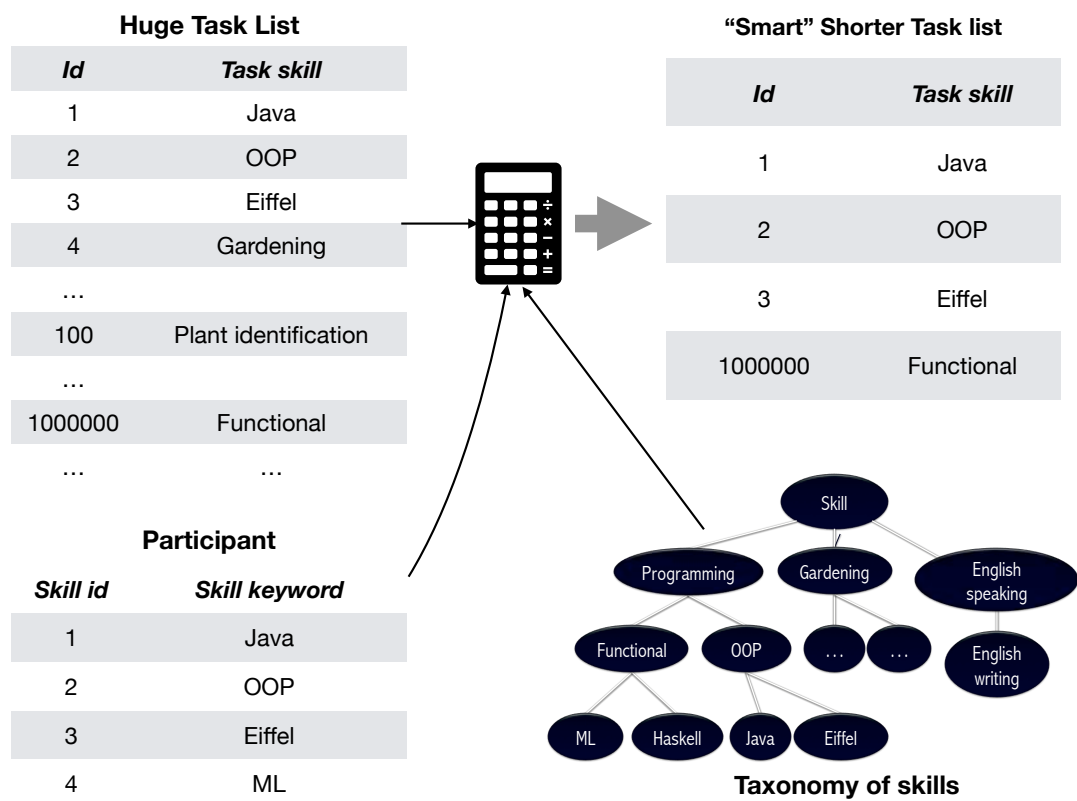 Huge Task List
Id Task skill
1 Java
2 OOP
3 Eiffel
4 Gardening
…
100 Plant identification
…
1000000 Functional
… …
Participant
Skill id Skill keyword
1 Java
2 OOP
3 Eiffel
4 ML
÷
×
−
+
=
“Smart” Shorter Task list
Id Task skill
1 Java
2 OOP
3 Eiffel
1000000 Functional
Skill
Programming Gardening English
speaking
Functional OOP … … English
writing
ML Haskell Java Eiffel
Taxonomy of skills